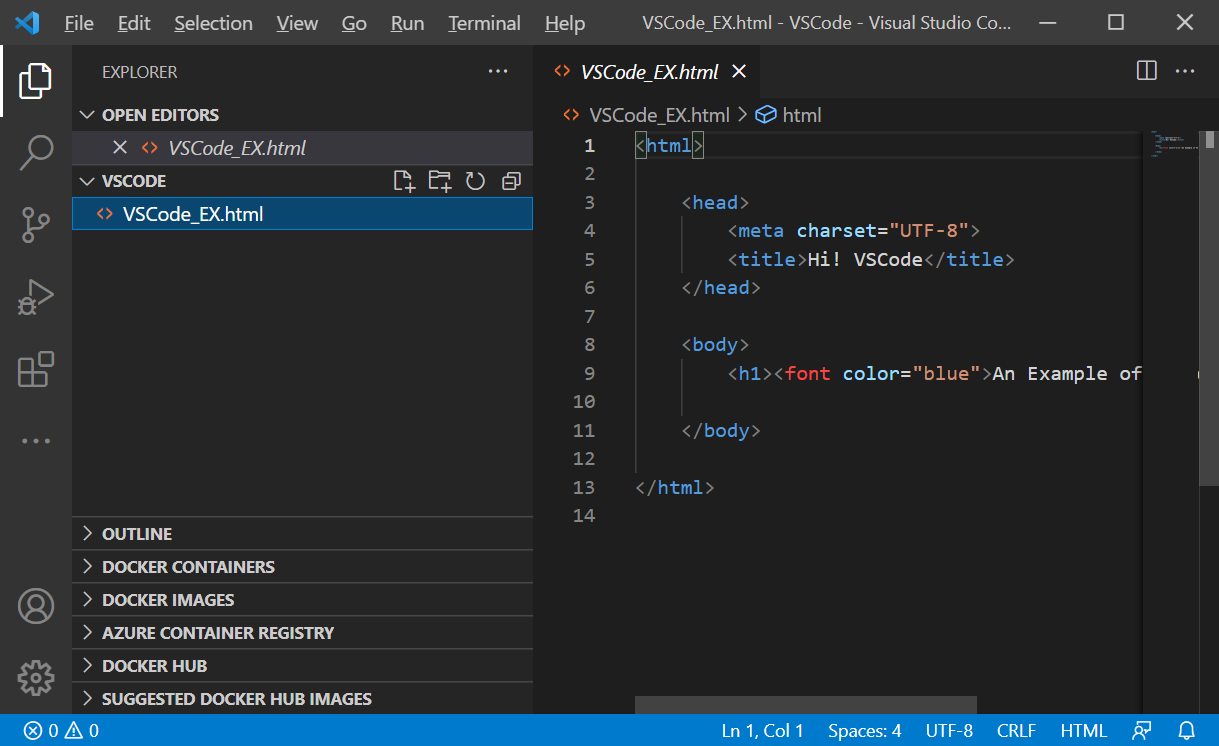 File Edit Selection View Go Run Terminal Help VSCode_EX.html - VSCode - Visual Studio Co...
EXPLORER
OPEN EDITORS
VSCode_EX.html
VSCODE
VSCode_EX.html
OUTLINE
DOCKER CONTAINERS
DOCKER IMAGES
AZURE CONTAINER REGISTRY
DOCKER HUB
SUGGESTED DOCKER HUB IMAGES
VSCode_EX.html
VSCode_EX.html > html
1 <html>
2
3 <head>
4 <meta charset="UTF-8">
5 <title>Hi! VSCode</title>
6 </head>
7
8 <body>
9 <h1><font color="blue">An Example of
10
11 </body>
12
13 </html>
14
0 0 Ln 1, Col 1 Spaces: 4 UTF-8 CRLF HTML